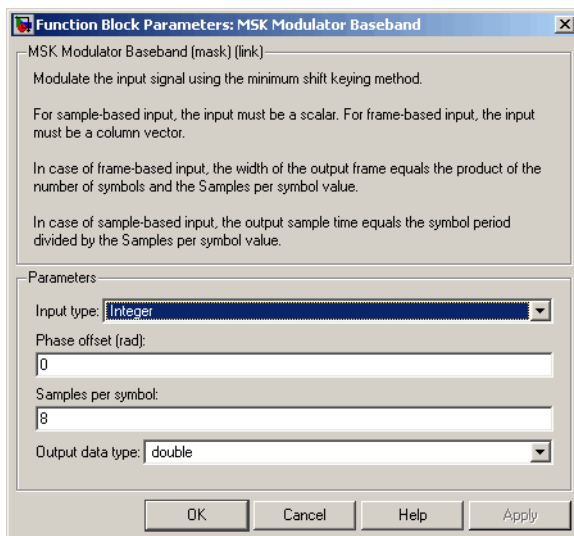 Function Block Parameters: MSK Modulator Baseband
MSK Modulator Baseband (mask) (link)
Modulate the input signal using the minimum shift keying method.
For sample-based input, the input must be a scalar. For frame-based input, the input
must be a column vector.
In case of frame-based input, the width of the output frame equals the product of the
number of symbols and the Samples per symbol value.
In case of sample-based input, the output sample time equals the symbol period
divided by the Samples per symbol value.
Parameters
Input type: Integer
Phase offset (rad):
0
Samples per symbol:
8
Output data type: double
OK Cancel Help Apply